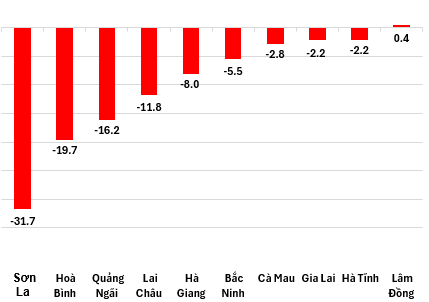 0.4
-2.8
-2.2
-2.2
-5.5
-8.0
-11.8
-16.2
-19.7
-31.7
Sơn
La
Hoà
Bình
Quảng
Ngãi
Lai
Châu
Hà
Giang
Bắc
Ninh
Cà Mau
Gia Lai
Hà Tĩnh
Lâm
Đồng